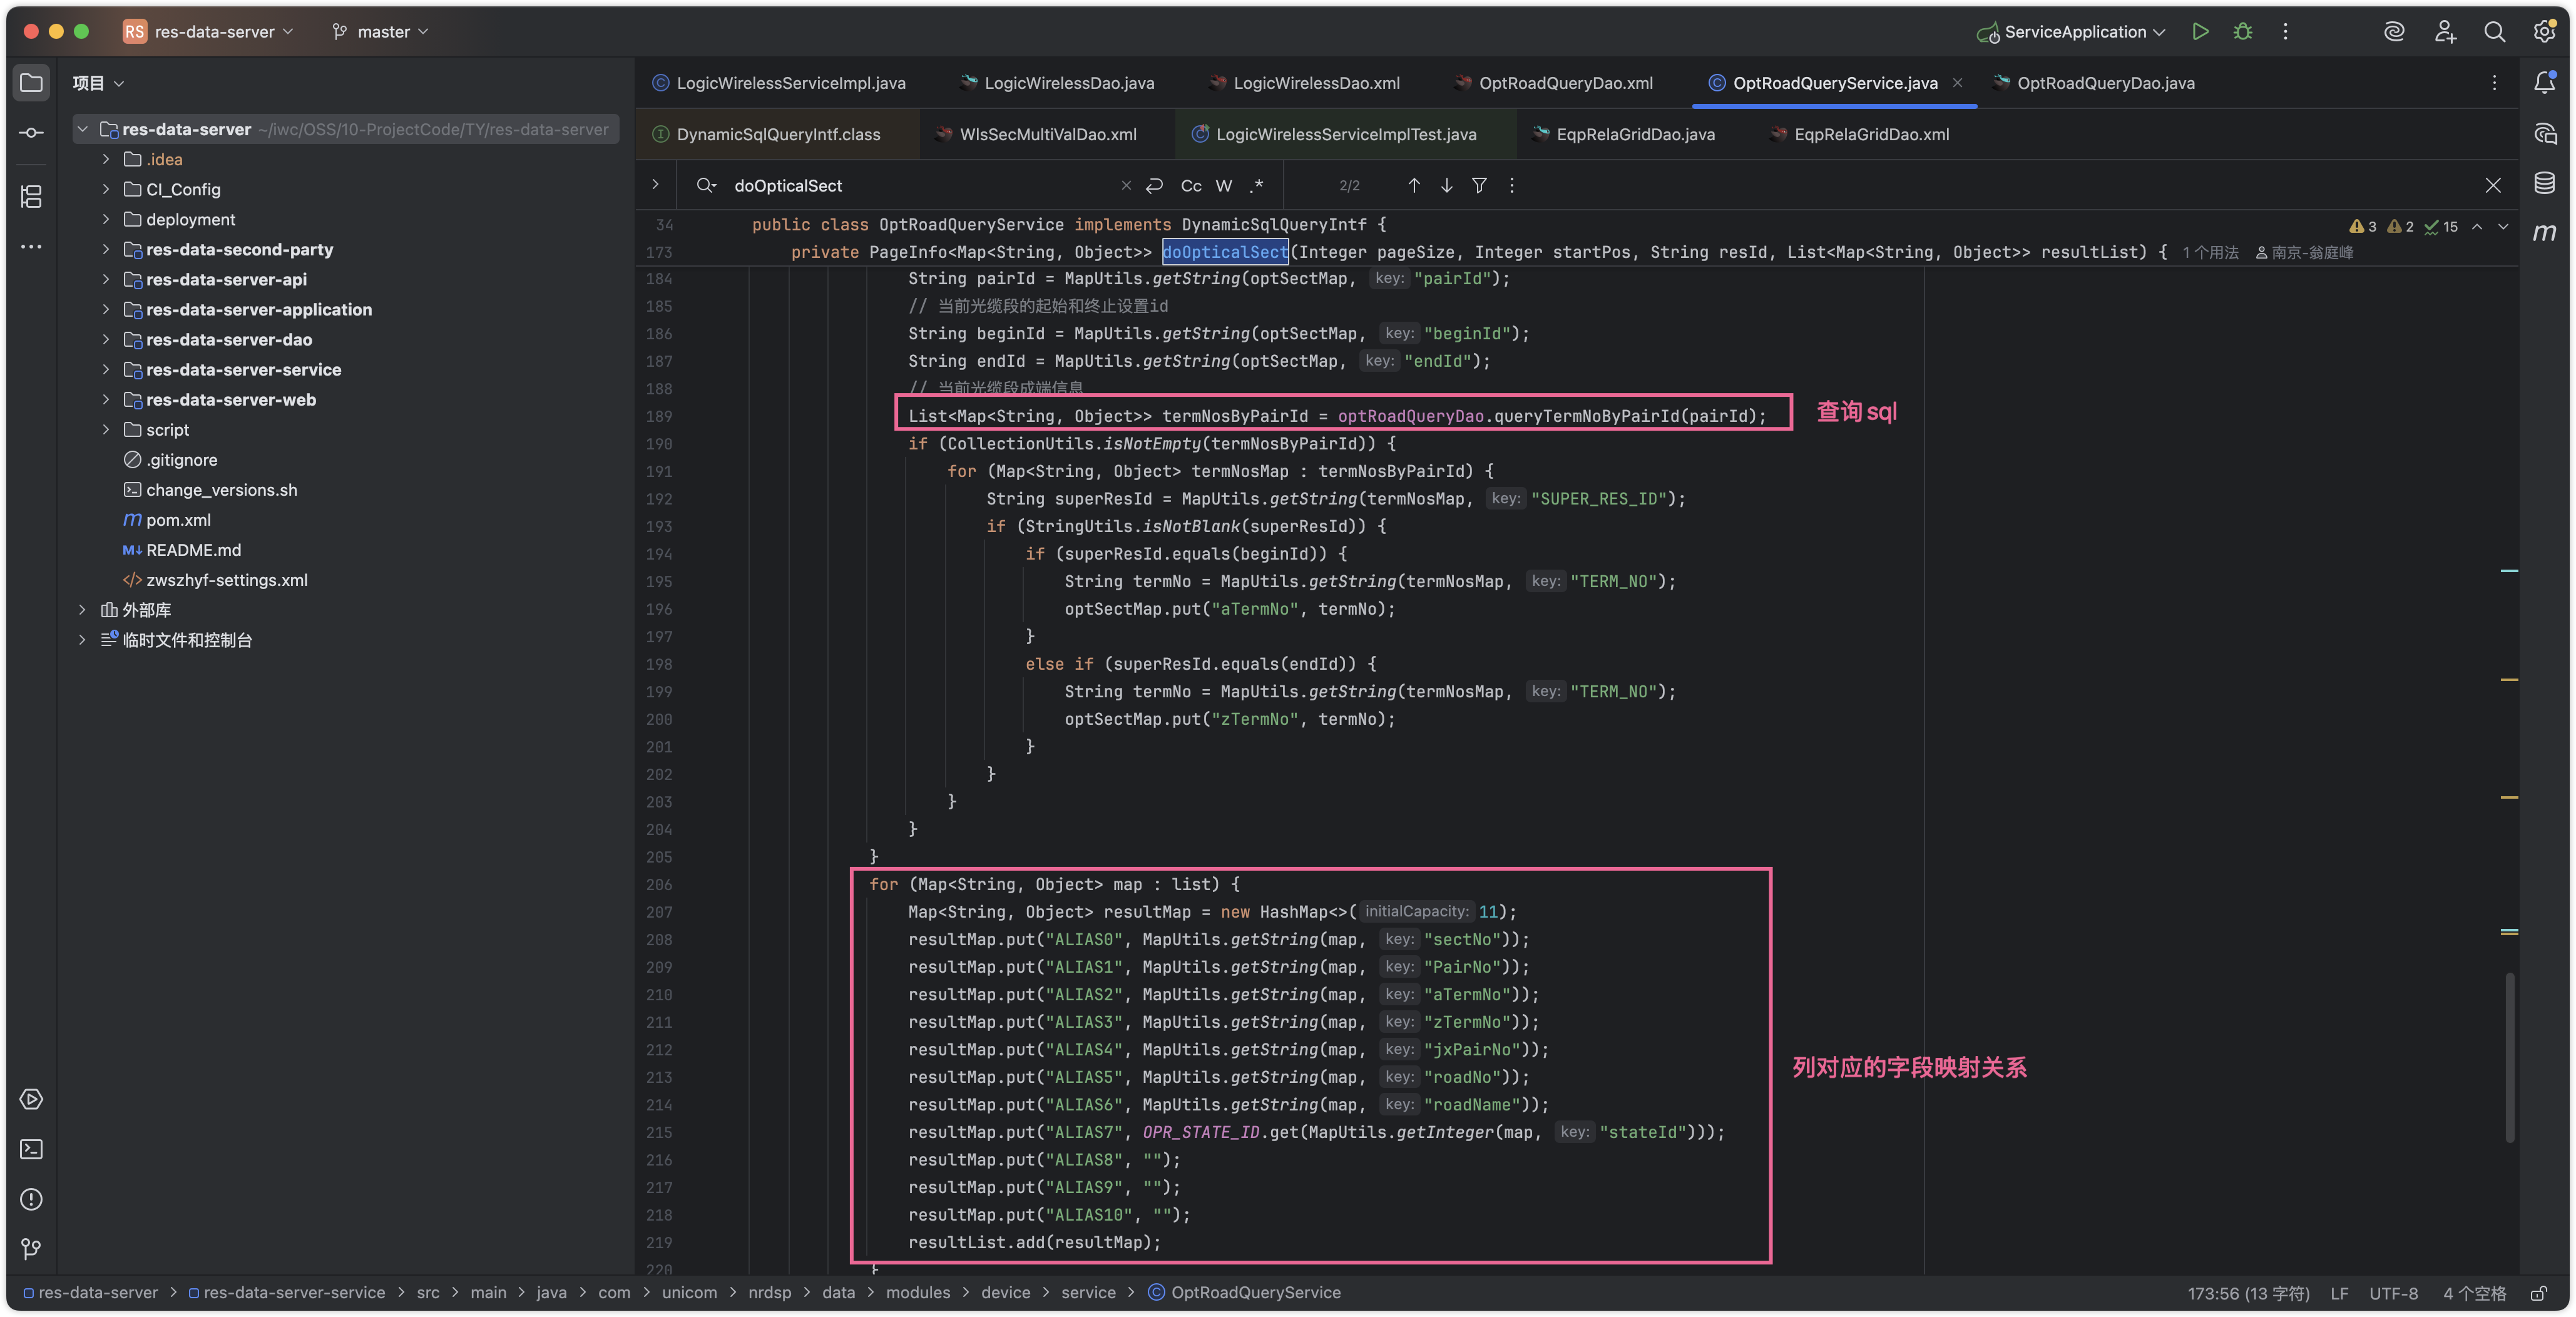 RS res-data-server master ServiceApplication
项目
LogicWirelessServiceImpl.java LogicWirelessDao.java LogicWirelessDao.xml OptRoadQueryDao.xml OptRoadQueryService.java OptRoadQueryDao.java
DynamicSqlQueryIntf.class WlsSecMultiValDao.xml LogicWirelessServiceImplTest.java EqpRelaGridDao.java EqpRelaGridDao.xml
doOpticalSect Cc W .* 2/2
res-data-server ~/iwc/OSS/10-ProjectCode/TY/res-data-server
.idea
CI_Config
deployment
res-data-second-party
res-data-server-api
res-data-server-application
res-data-server-dao
res-data-server-service
res-data-server-web
script
.gitignore
change_versions.sh
m pom.xml
M↓ README.md
</> zwszhyf-settings.xml
外部库
临时文件和控制台
34 public class OptRoadQueryService implements DynamicSqlQueryIntf {
3 2 15
173 private PageInfo<Map<String, Object>> doOpticalSect(Integer pageSize, Integer startPos, String resId, List<Map<String, Object>> resultList) { 1 个用法 南京-翁庭峰
184 String pairId = MapUtils.getString(optSectMap, key: "pairId");
185 // 当前光缆段的起始和终止设置id
186 String beginId = MapUtils.getString(optSectMap, key: "beginId");
187 String endId = MapUtils.getString(optSectMap, key: "endId");
188 // 当前光缆段成端信息
189 List<Map<String, Object>> termNosByPairId = optRoadQueryDao.queryTermNoByPairId(pairId);
查询sql
190 if (CollectionUtils.isNotEmpty(termNosByPairId)) {
191 for (Map<String, Object> termNosMap : termNosByPairId) {
192 String superResId = MapUtils.getString(termNosMap, key: "SUPER_RES_ID");
193 if (StringUtils.isNotBlank(superResId)) {
194 if (superResId.equals(beginId)) {
195 String termNo = MapUtils.getString(termNosMap, key: "TERM_NO");
196 optSectMap.put("aTermNo", termNo);
197 }
198 else if (superResId.equals(endId)) {
199 String termNo = MapUtils.getString(termNosMap, key: "TERM_NO");
200 optSectMap.put("zTermNo", termNo);
201 }
202 }
203 }
204 }
205 }
206 for (Map<String, Object> map : list) {
207 Map<String, Object> resultMap = new HashMap<>( initialCapacity: 11);
208 resultMap.put("ALIAS0", MapUtils.getString(map, key: "sectNo"));
209 resultMap.put("ALIAS1", MapUtils.getString(map, key: "PairNo"));
210 resultMap.put("ALIAS2", MapUtils.getString(map, key: "aTermNo"));
211 resultMap.put("ALIAS3", MapUtils.getString(map, key: "zTermNo"));
212 resultMap.put("ALIAS4", MapUtils.getString(map, key: "jxPairNo"));
213 resultMap.put("ALIAS5", MapUtils.getString(map, key: "roadNo"));
列对应的字段映射关系
214 resultMap.put("ALIAS6", MapUtils.getString(map, key: "roadName"));
215 resultMap.put("ALIAS7", OPR_STATE_ID.get(MapUtils.getInteger(map, key: "stateId")));
216 resultMap.put("ALIAS8", "");
217 resultMap.put("ALIAS9", "");
218 resultMap.put("ALIAS10", "");
219 resultList.add(resultMap);
220 }
res-data-server > res-data-server-service > src > main > java > com > unicom > nrdsp > data > modules > device > service > OptRoadQueryService
173:56 (13 字符) LF UTF-8 4 个空格